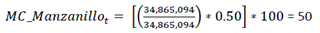 MC_Manzanillo_t = [(34,865,094/34,865,094) * 0.50] * 100 = 50